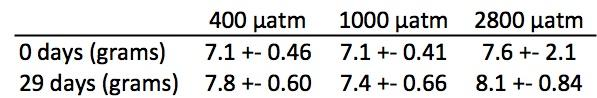 400 µatm 1000 µatm 2800 µatm
0 days (grams) 7.1 +- 0.46 7.1 +- 0.41 7.6 +- 2.1
29 days (grams) 7.8 +- 0.60 7.4 +- 0.66 8.1 +- 0.84